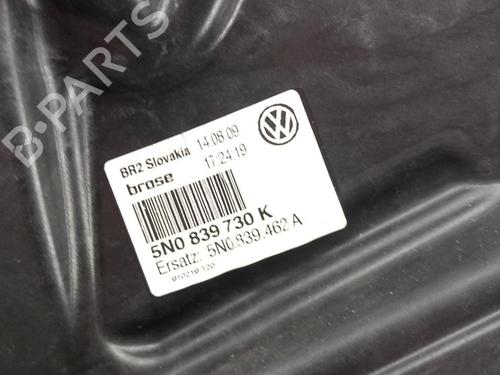 B-PARTS
BR2 Slovakia 14.08.09
brose 17:24:19
5N0 839 730 K
Ersatz: 5N0.839.462 A